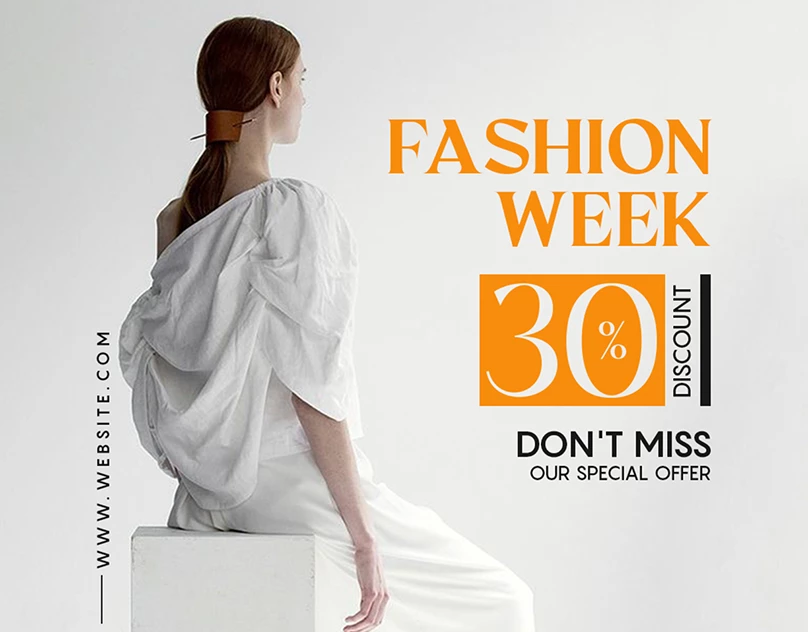 FASHION
WEEK
30%
DISCOUNT
DON'T MISS
OUR SPECIAL OFFER
WWW.WEBSITE.COM